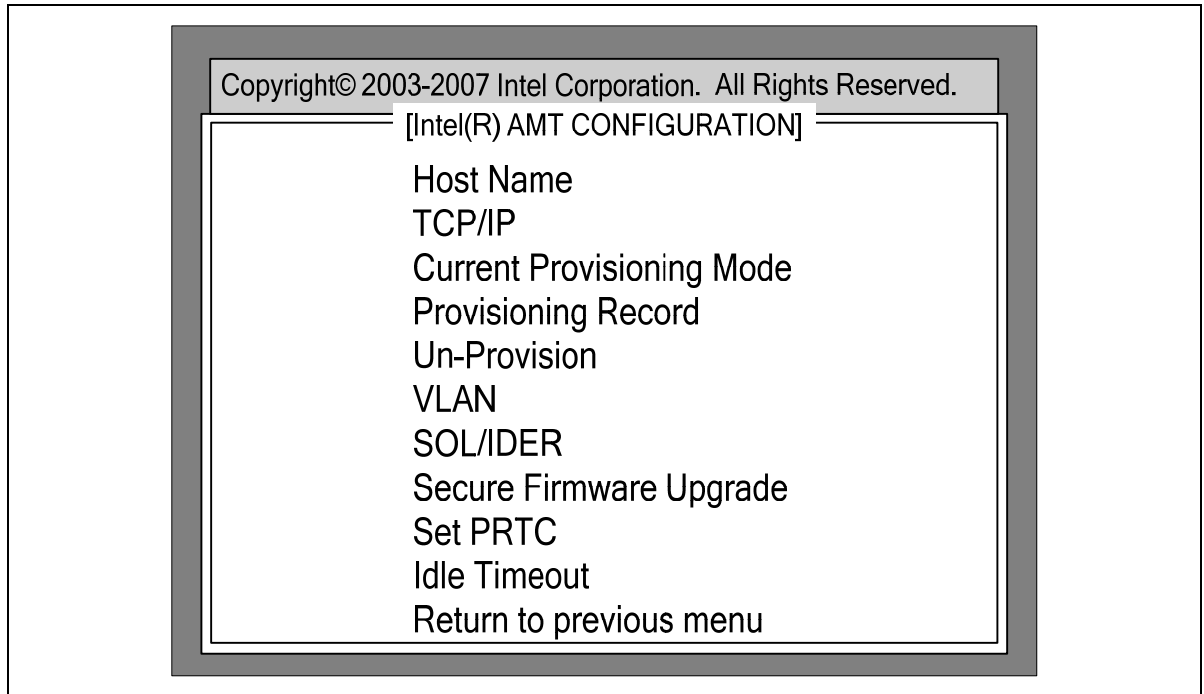 Copyright© 2003-2007 Intel Corporation. All Rights Reserved.
[Intel(R) AMT CONFIGURATION]
Host Name
TCP/IP
Current Provisioning Mode
Provisioning Record
Un-Provision
VLAN
SOL/IDER
Secure Firmware Upgrade
Set PRTC
Idle Timeout
Return to previous menu